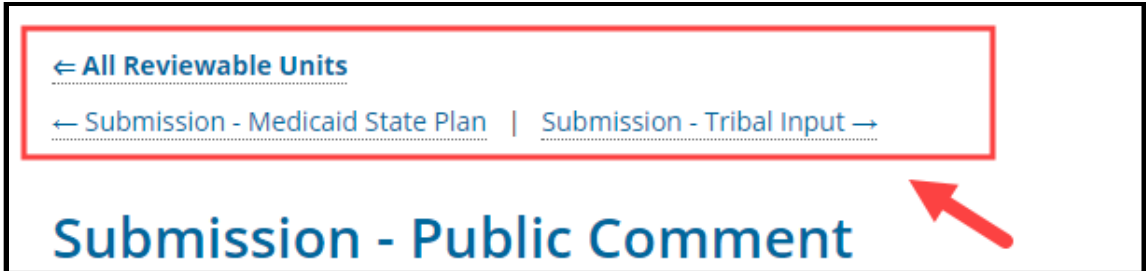 ⇐ All Reviewable Units
← Submission - Medicaid State Plan | Submission - Tribal Input →
Submission - Public Comment